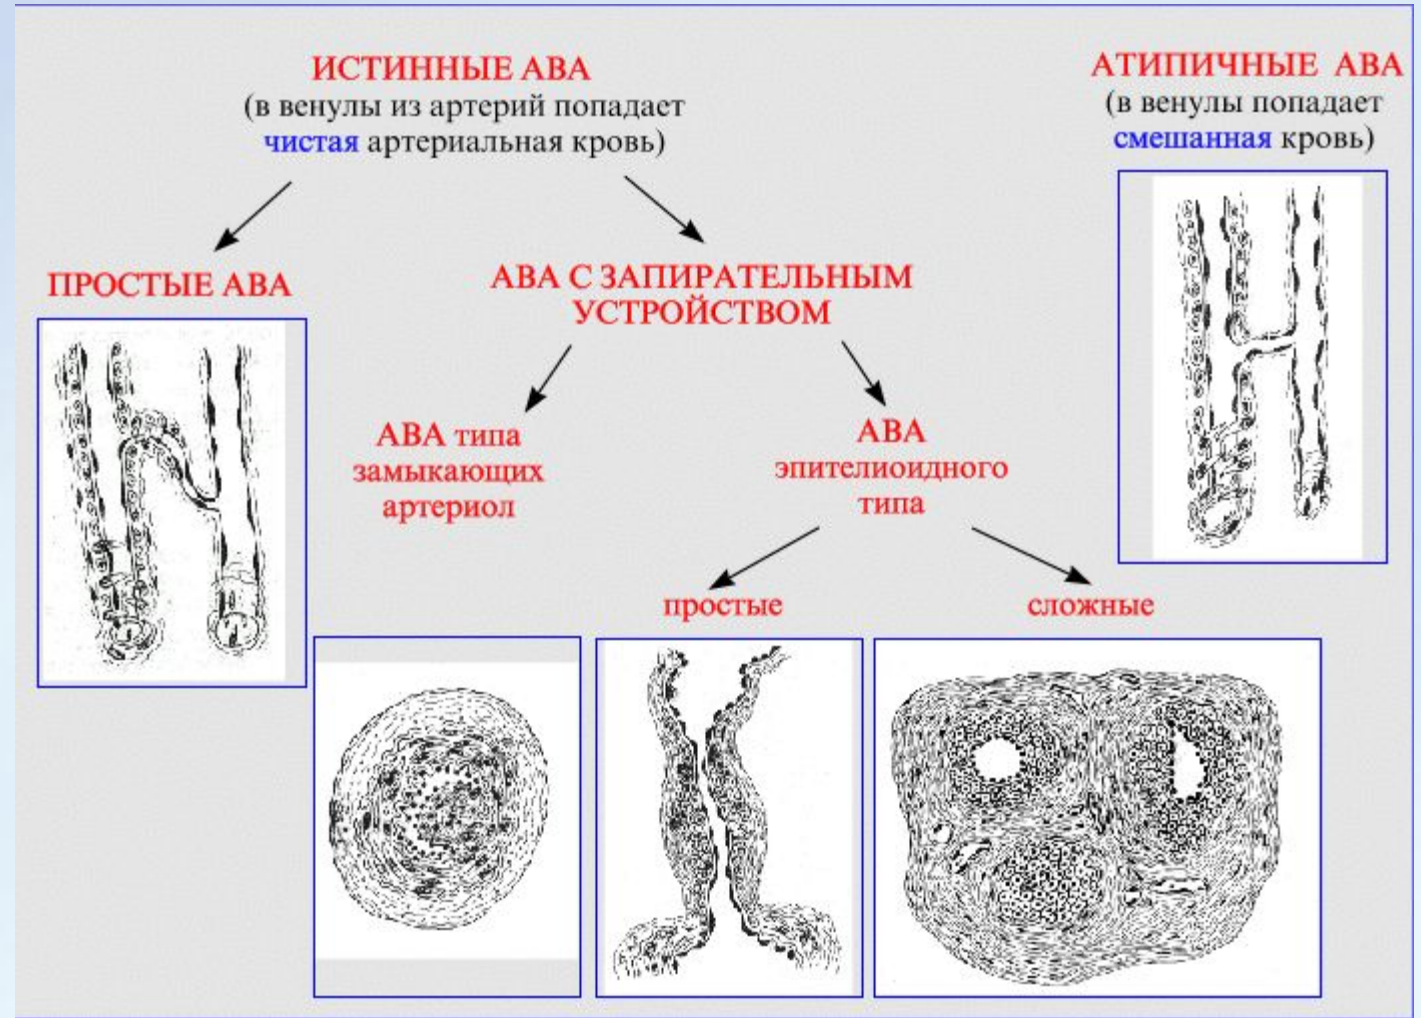 ИСТИННЫЕ АВА
(в венулы из артерий попадает
чистая артериальная кровь)
АТИПИЧНЫЕ АВА
(в венулы попадает
смешанная кровь)
ПРОСТЫЕ АВА
АВА С ЗАПИРАТЕЛЬНЫМ
УСТРОЙСТВОМ
АВА типа
замыкающих
артериол
АВА
эпителиоидного
типа
простые
сложные